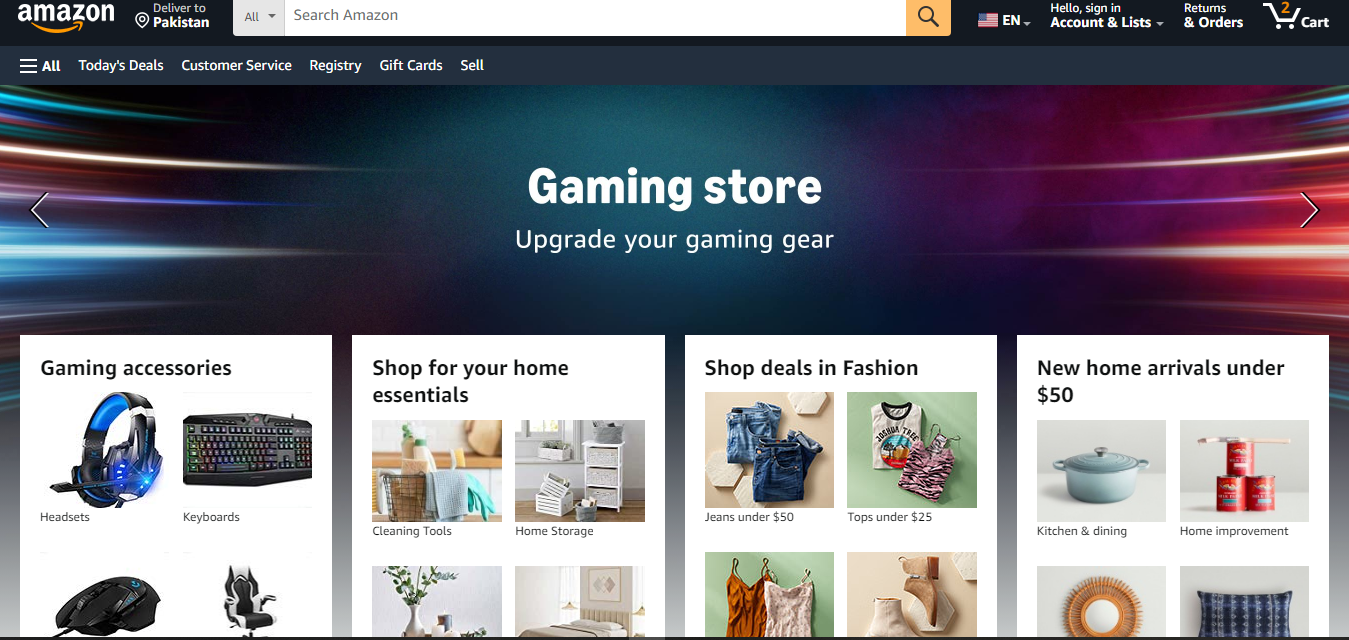 amazon
Deliver to
Pakistan
All
Search Amazon
EN
Hello, sign in
Account & Lists
Returns
& Orders
2
Cart
All
Today's Deals
Customer Service
Registry
Gift Cards
Sell
Gaming store
Upgrade your gaming gear
Gaming accessories
Headsets
Keyboards
Shop for your home
essentials
Cleaning Tools
Home Storage
Shop deals in Fashion
JOSHUA TREE
Jeans under $50
Tops under $25
New home arrivals under
$50
Kitchen & dining
Home improvement